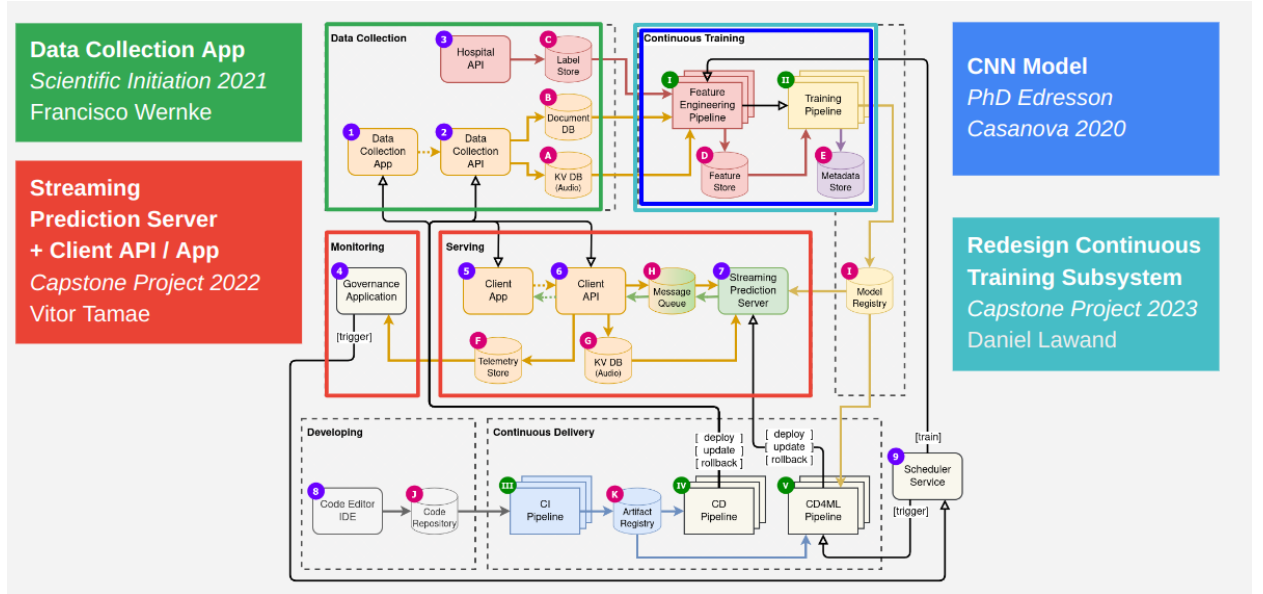 Data Collection App
Scientific Initiation 2021
Francisco Wernke
Streaming
Prediction Server
+ Client API / App
Capstone Project 2022
Vitor Tamae
CNN Model
PhD Edresson
Casanova 2020
Redesign Continuous
Training Subsystem
Capstone Project 2023
Daniel Lawand
Data Collection
3
Hospital
API
C
Label
Store
B
Document
DB
1
Data
Collection
App
2
Data
Collection
API
A
KV DB
(Audio)
Continuous Training
I
Feature
Engineering
Pipeline
II
Training
Pipeline
D
Feature
Store
E
Metadata
Store
Monitoring
4
Governance
Application
[trigger]
Serving
5
Client
App
6
Client
API
H
Message
Queue
7
Streaming
Prediction
Server
I
Model
Registry
F
Telemetry
Store
G
KV DB
(Audio)
Developing
8
Code Editor
IDE
J
Code
Repository
Continuous Delivery
III
CI
Pipeline
K
Artifact
Registry
[ deploy ]
[ update ]
[ rollback ]
IV
CD
Pipeline
[ deploy ]
[ update ]
[ rollback ]
V
CD4ML
Pipeline
[train]
9
Scheduler
Service
[trigger]